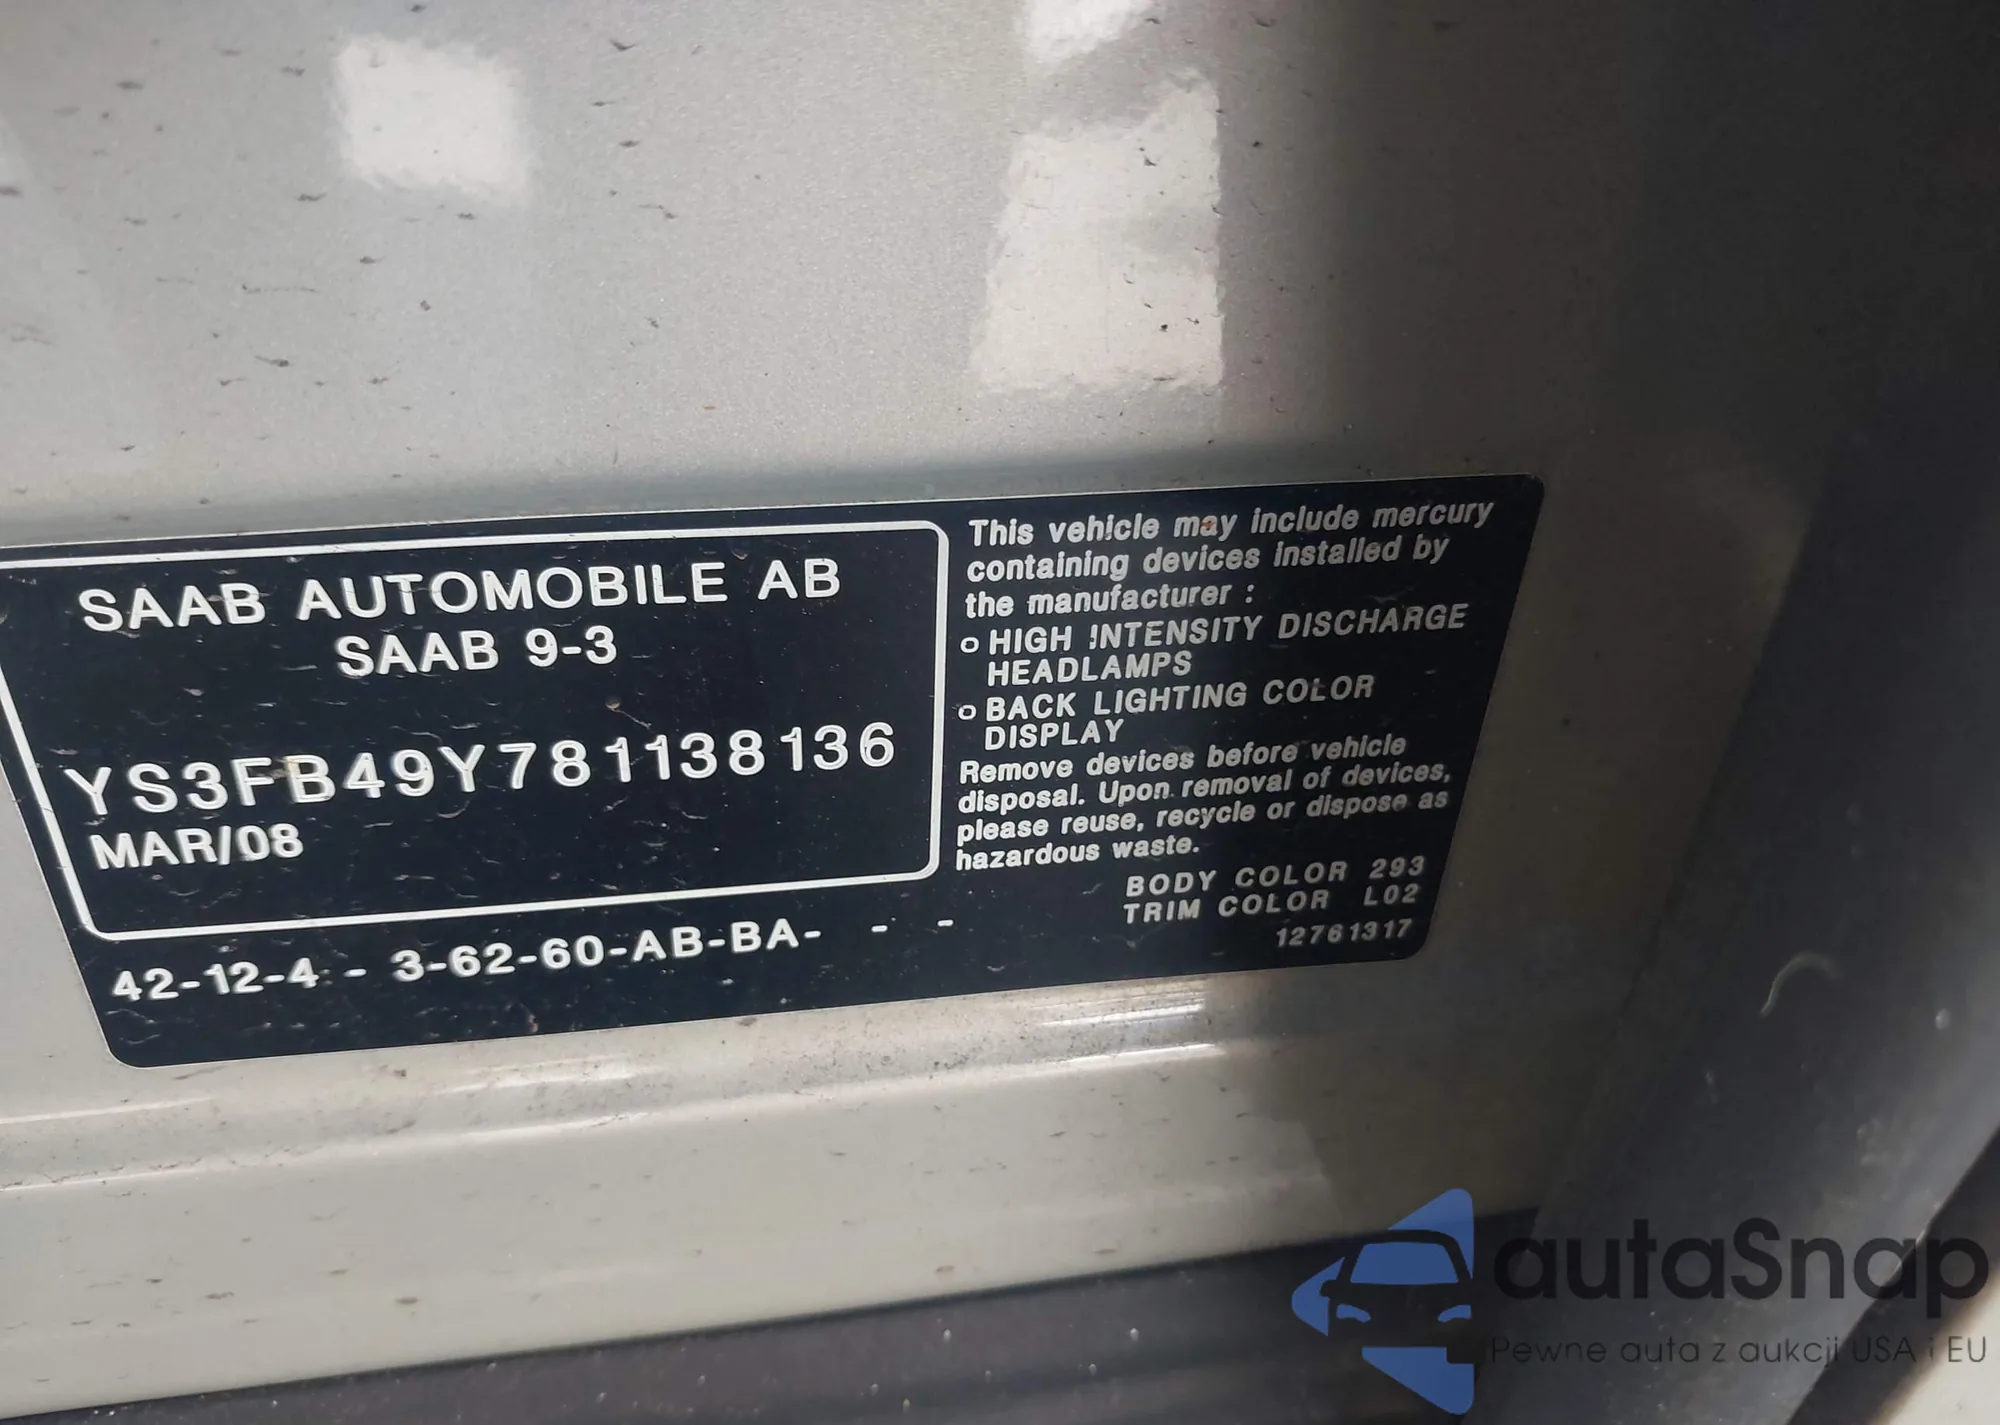 SAAB AUTOMOBILE AB
SAAB 9-3
YS3FB49Y781138136
MAR/08
42-12-4 - 3-62-60-AB-BA- - -
This vehicle may include mercury
containing devices installed by
the manufacturer :
o HIGH INTENSITY DISCHARGE
HEADLAMPS
o BACK LIGHTING COLOR
DISPLAY
Remove devices before vehicle
disposal. Upon removal of devices,
please reuse, recycle or dispose as
hazardous waste.
BODY COLOR 293
TRIM COLOR L02
12761317
autaSnap
Pewne auta z aukcji USA i EU